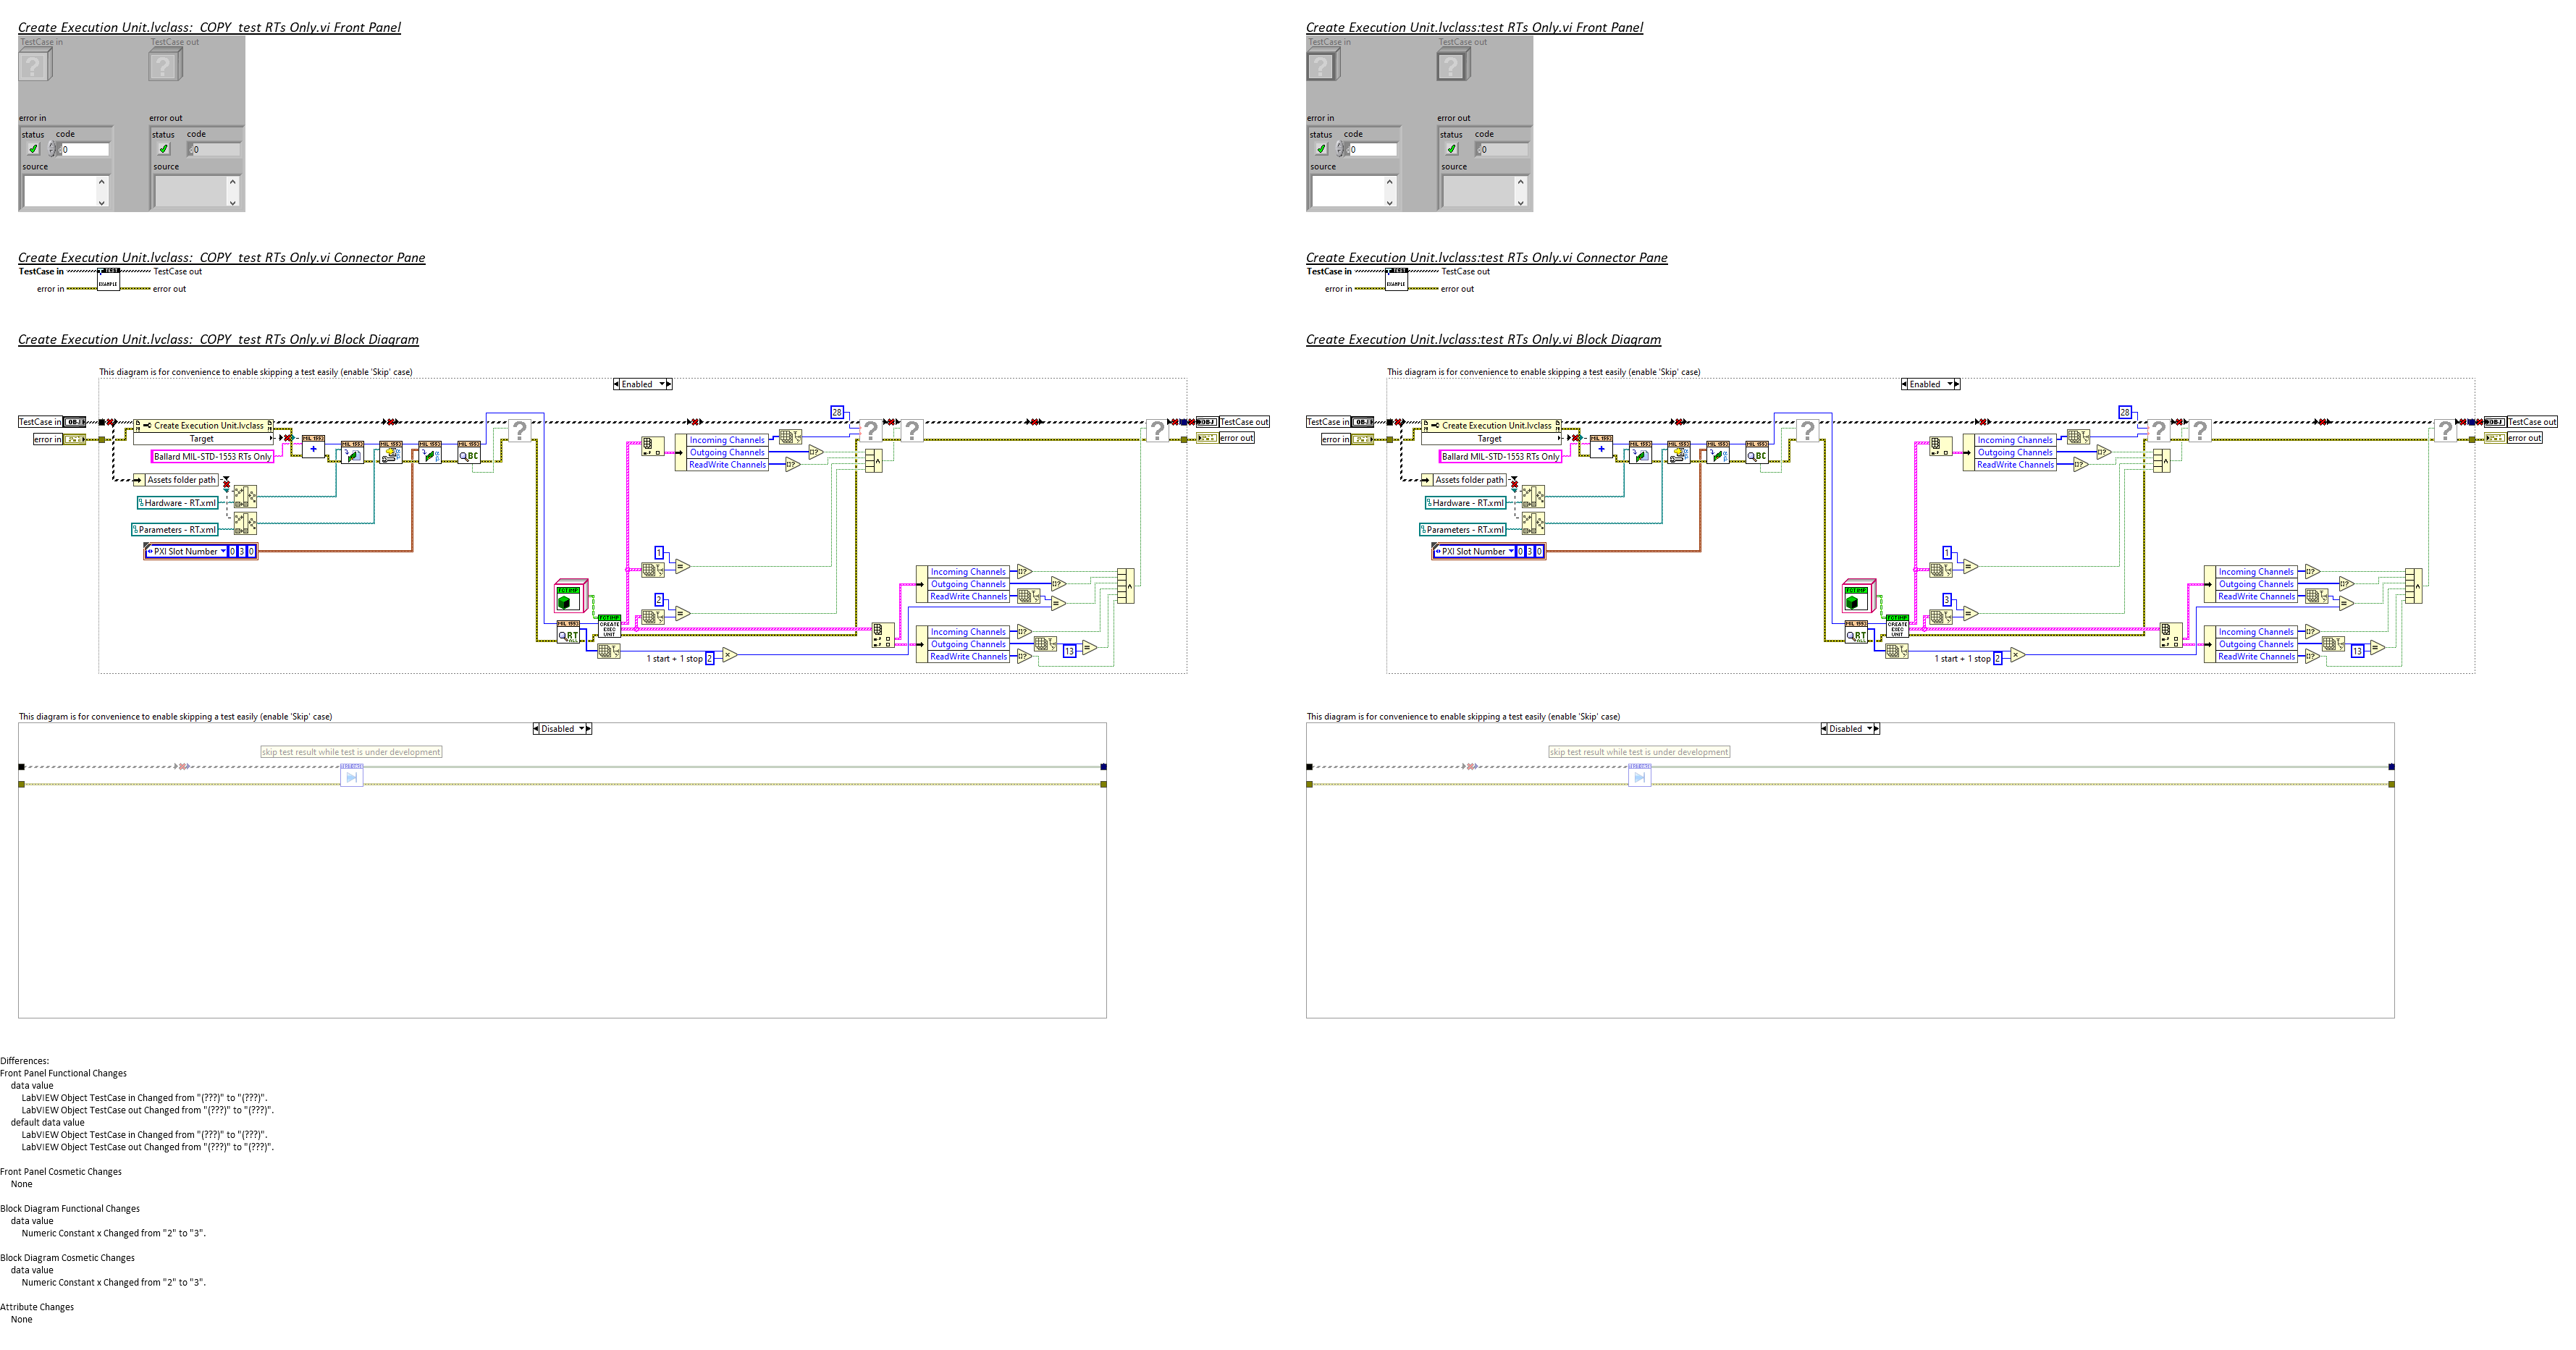 Create Execution Unit.lvclass:_COPY_test RTs Only.vi Front Panel
TestCase in
TestCase out
error in
error out
status code
status code
0
0
source
source
Create Execution Unit.lvclass:_COPY_test RTs Only.vi Connector Pane
TestCase in
TestCase out
EXAMPLE
error in
error out
Create Execution Unit.lvclass:_COPY_test RTs Only.vi Block Diagram
This diagram is for convenience to enable skipping a test easily (enable 'Skip' case)
Enabled
TestCase in
error in
Create Execution Unit.lvclass
Target
Ballard MIL-STD-1553 RTs Only
Assets folder path
Hardware - RT.xml
Parameters - RT.xml
PXI Slot Number 0 3 0
BC
28
Incoming Channels
Outgoing Channels
ReadWrite Channels
1
2
RT
CREATE
EXEC
UNIT
1 start + 1 stop 2
Incoming Channels
Outgoing Channels
ReadWrite Channels
Incoming Channels
Outgoing Channels
ReadWrite Channels
13
TestCase out
error out
This diagram is for convenience to enable skipping a test easily (enable 'Skip' case)
Disabled
skip test result while test is under development
Create Execution Unit.lvclass:test RTs Only.vi Front Panel
TestCase in
TestCase out
error in
error out
status code
status code
0
0
source
source
Create Execution Unit.lvclass:test RTs Only.vi Connector Pane
TestCase in
TestCase out
EXAMPLE
error in
error out
Create Execution Unit.lvclass:test RTs Only.vi Block Diagram
This diagram is for convenience to enable skipping a test easily (enable 'Skip' case)
Enabled
TestCase in
error in
Create Execution Unit.lvclass
Target
Ballard MIL-STD-1553 RTs Only
Assets folder path
Hardware - RT.xml
Parameters - RT.xml
PXI Slot Number 0 3 0
BC
28
Incoming Channels
Outgoing Channels
ReadWrite Channels
1
3
RT
CREATE
EXEC
UNIT
1 start + 1 stop 2
Incoming Channels
Outgoing Channels
ReadWrite Channels
Incoming Channels
Outgoing Channels
ReadWrite Channels
13
TestCase out
error out
This diagram is for convenience to enable skipping a test easily (enable 'Skip' case)
Disabled
skip test result while test is under development
Differences:
Front Panel Functional Changes
data value
LabVIEW Object TestCase in Changed from "(???)" to "(???)".
LabVIEW Object TestCase out Changed from "(???)" to "(???)".
default data value
LabVIEW Object TestCase in Changed from "(???)" to "(???)".
LabVIEW Object TestCase out Changed from "(???)" to "(???)".
Front Panel Cosmetic Changes
None
Block Diagram Functional Changes
data value
Numeric Constant x Changed from "2" to "3".
Block Diagram Cosmetic Changes
data value
Numeric Constant x Changed from "2" to "3".
Attribute Changes
None